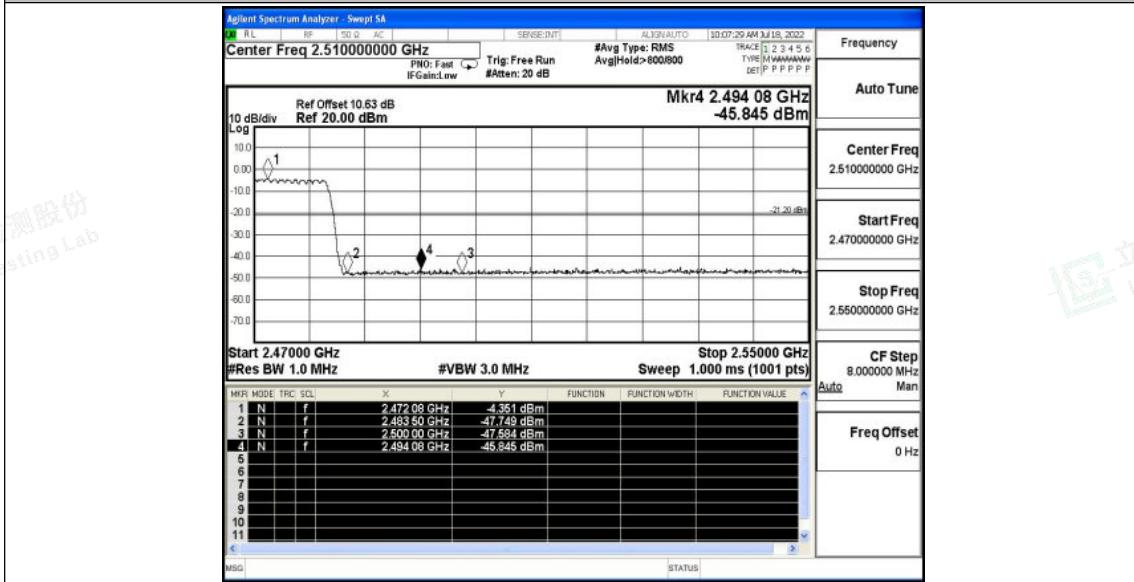 Agilent Spectrum Analyzer - Swept SA
RL RF 50 Ω AC SENSE:INT ALIGNAUTO 10:07:29 AM Jul 18, 2022
Center Freq 2.510000000 GHz
PNO: Fast
IFGain:Low
Trig: Free Run
#Atten: 20 dB
#Avg Type: RMS
Avg|Hold:>800/800
TRACE 1 2 3 4 5 6
TYPE M
DET P P P P P P
Frequency
Auto Tune
Center Freq
2.510000000 GHz
Start Freq
2.470000000 GHz
Stop Freq
2.550000000 GHz
CF Step
8.000000 MHz
Auto Man
Freq Offset
0 Hz
Mkr4 2.494 08 GHz
-45.845 dBm
Ref Offset 10.63 dB
10 dB/div Ref 20.00 dBm
Log
10.0
0.00
-10.0
-20.0
-30.0
-40.0
-50.0
-60.0
-70.0
1
2
4
3
-21.20 dBm
Start 2.47000 GHz Stop 2.55000 GHz
#Res BW 1.0 MHz #VBW 3.0 MHz Sweep 1.000 ms (1001 pts)
MKR MODE TRC SCL X Y FUNCTION FUNCTION WIDTH FUNCTION VALUE
1 N f 2.472 08 GHz -4.351 dBm
2 N f 2.483 50 GHz -47.749 dBm
3 N f 2.500 00 GHz -47.584 dBm
4 N f 2.494 08 GHz -45.845 dBm
5
6
7
8
9
10
11
MSG STATUS
测股份
sting Lab
立